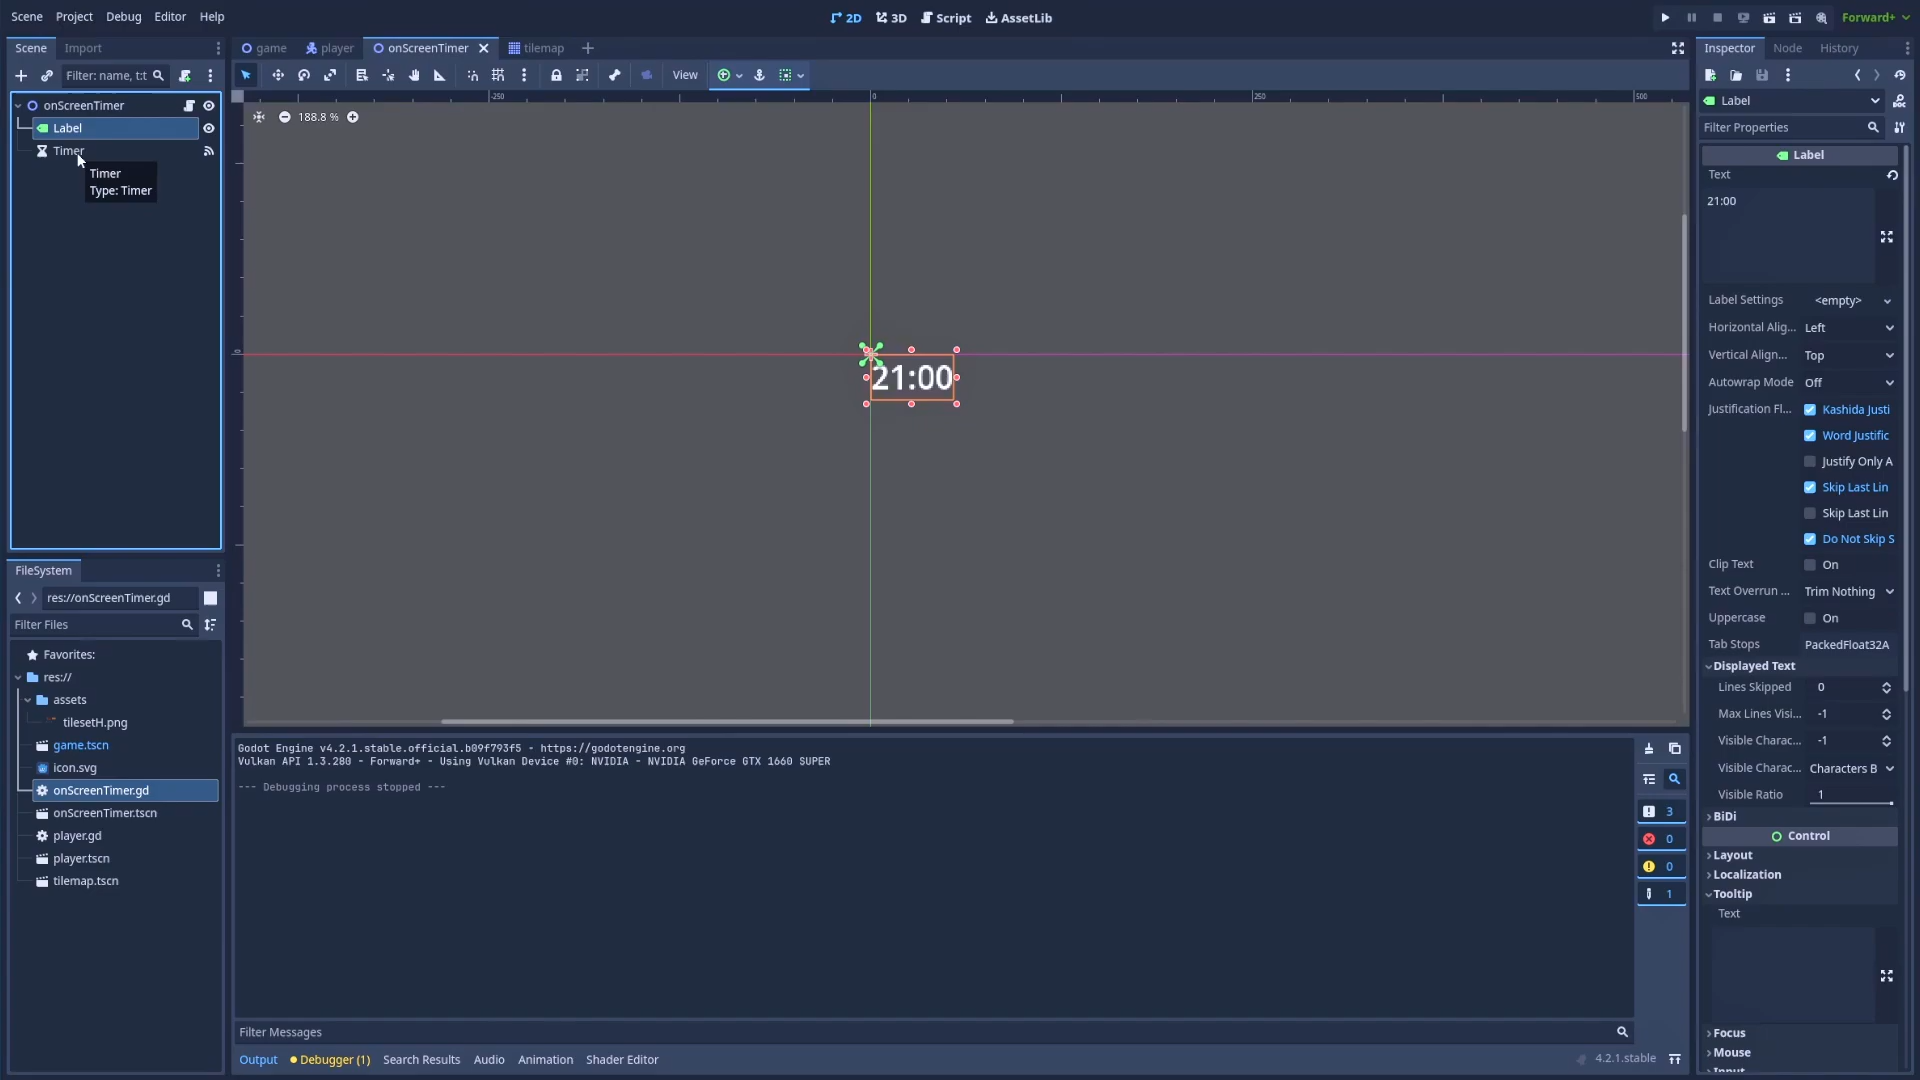 Scene Project Debug Editor Help
2D 3D Script AssetLib
Forward+
Scene Import
game player onScreenTimer tilemap
Inspector Node History
Filter: name, t:t
View
onScreenTimer
Label
Timer
Timer
Type: Timer
-250 0 250 500
188.8 %
0
21:00
Label
Filter Properties
Label
Text
21:00
Label Settings <empty>
Horizontal Alig... Left
Vertical Align... Top
Autowrap Mode Off
Justification Fl... Kashida Justi
Word Justific
Justify Only A
Skip Last Lin
Skip Last Lin
Do Not Skip S
Clip Text On
Text Overrun ... Trim Nothing
Uppercase On
Tab Stops PackedFloat32A
Displayed Text
Lines Skipped 0
Max Lines Visi... -1
Visible Charac... -1
Visible Charac... Characters B
Visible Ratio 1
BiDi
Control
Layout
Localization
Tooltip
Text
Focus
Mouse
Input
FileSystem
res://onScreenTimer.gd
Filter Files
Favorites:
res://
assets
tilesetH.png
game.tscn
icon.svg
onScreenTimer.gd
onScreenTimer.tscn
player.gd
player.tscn
tilemap.tscn
Godot Engine v4.2.1.stable.official.b09f793f5 - https://godotengine.org
Vulkan API 1.3.280 - Forward+ - Using Vulkan Device #0: NVIDIA - NVIDIA GeForce GTX 1660 SUPER
--- Debugging process stopped ---
3
0
0
1
Filter Messages
Output Debugger (1) Search Results Audio Animation Shader Editor
4.2.1.stable